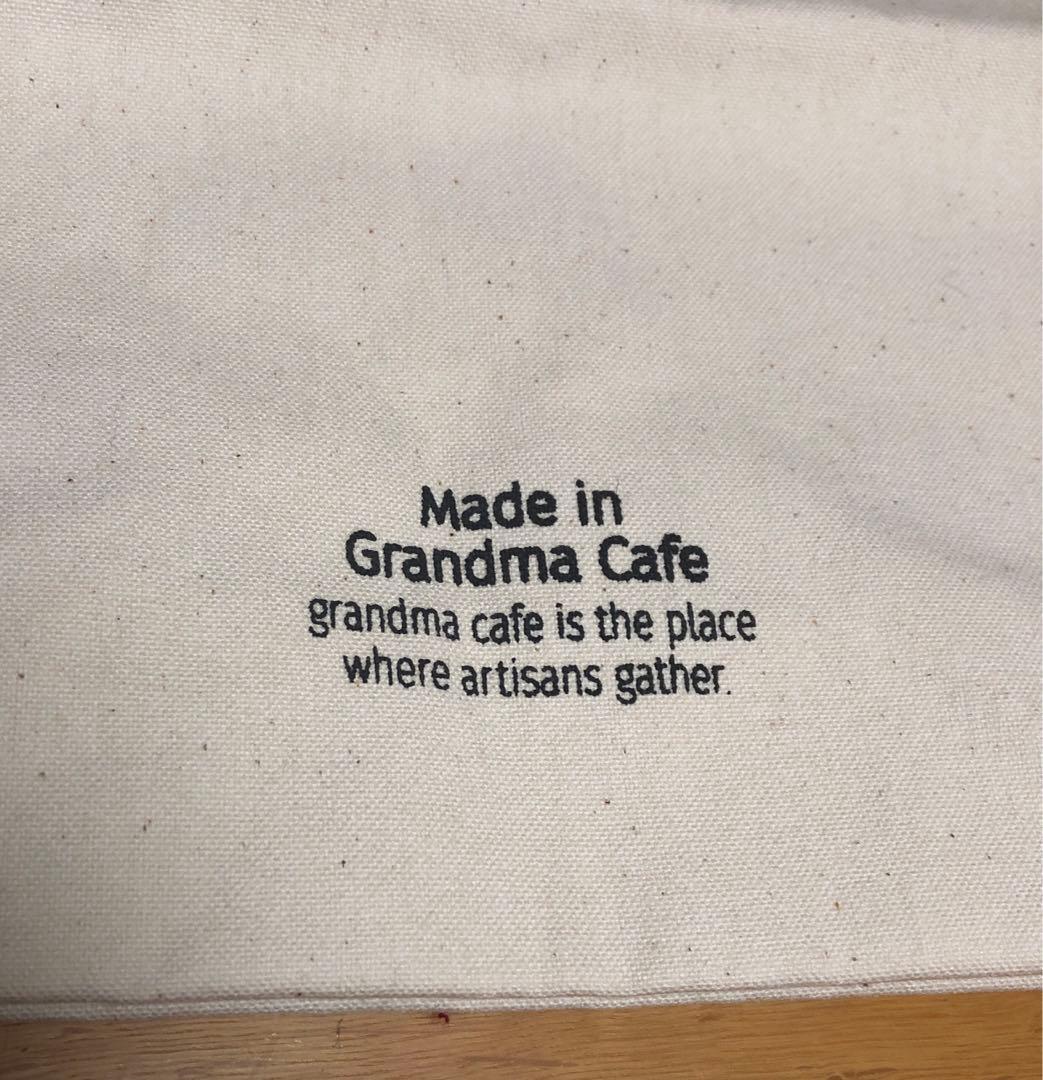 Made in
Grandma Cafe
grandma cafe is the place
where artisans gather.